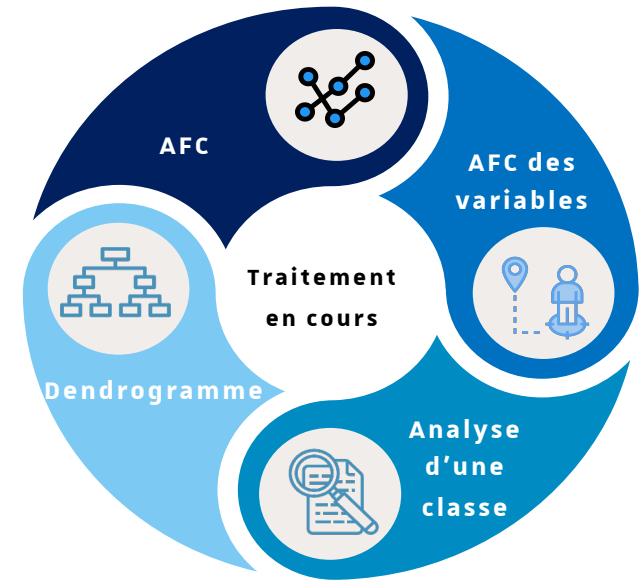 AFC
AFC des
variables
Traitement
en cours
Dendrogramme
Analyse
d’une
classe